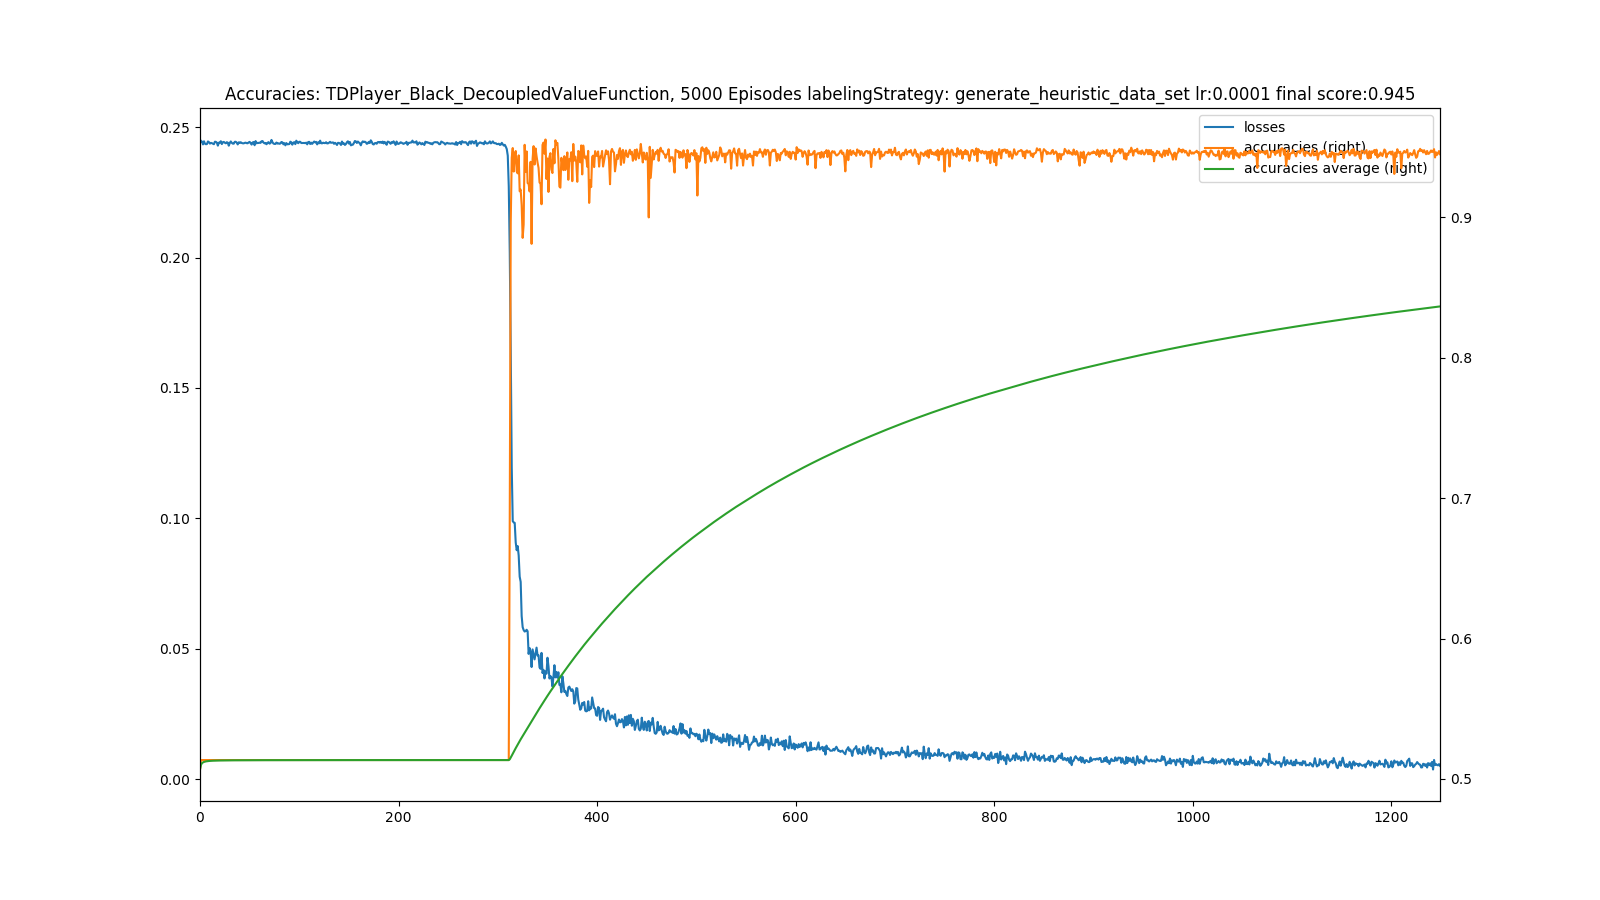 Accuracies: TDPlayer_Black_DecoupledValueFunction, 5000 Episodes labelingStrategy: generate_heuristic_data_set lr:0.0001 final score:0.945
losses
accuracies (right)
accuracies average (right)
0.25
0.20
0.15
0.10
0.05
0.00
0.9
0.8
0.7
0.6
0.5
0 200 400 600 800 1000 1200